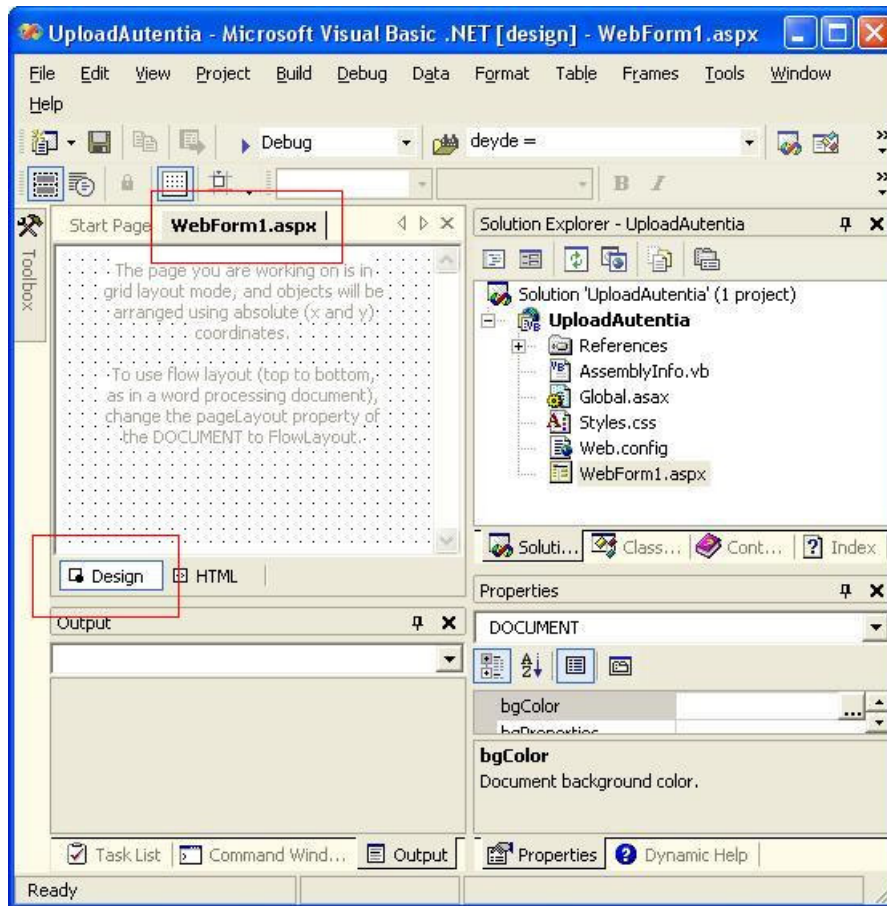 UploadAutentia - Microsoft Visual Basic .NET [design] - WebForm1.aspx
File Edit View Project Build Debug Data Format Table Frames Tools Window
Help
Debug deyde =
B I
Toolbox
Start Page WebForm1.aspx
The page you are working on is in
grid layout mode, and objects will be
arranged using absolute (x and y)
coordinates.
To use flow layout (top to bottom,
as in a word processing document),
change the pageLayout property of
the DOCUMENT to FlowLayout.
Design HTML
Output
Task List Command Wind... Output
Solution Explorer - UploadAutentia
Solution 'UploadAutentia' (1 project)
UploadAutentia
References
AssemblyInfo.vb
Global.asax
Styles.css
Web.config
WebForm1.aspx
Soluti... Class... Cont... Index
Properties
DOCUMENT
bgColor ...
bgProperties
bgColor
Document background color.
Properties Dynamic Help
Ready